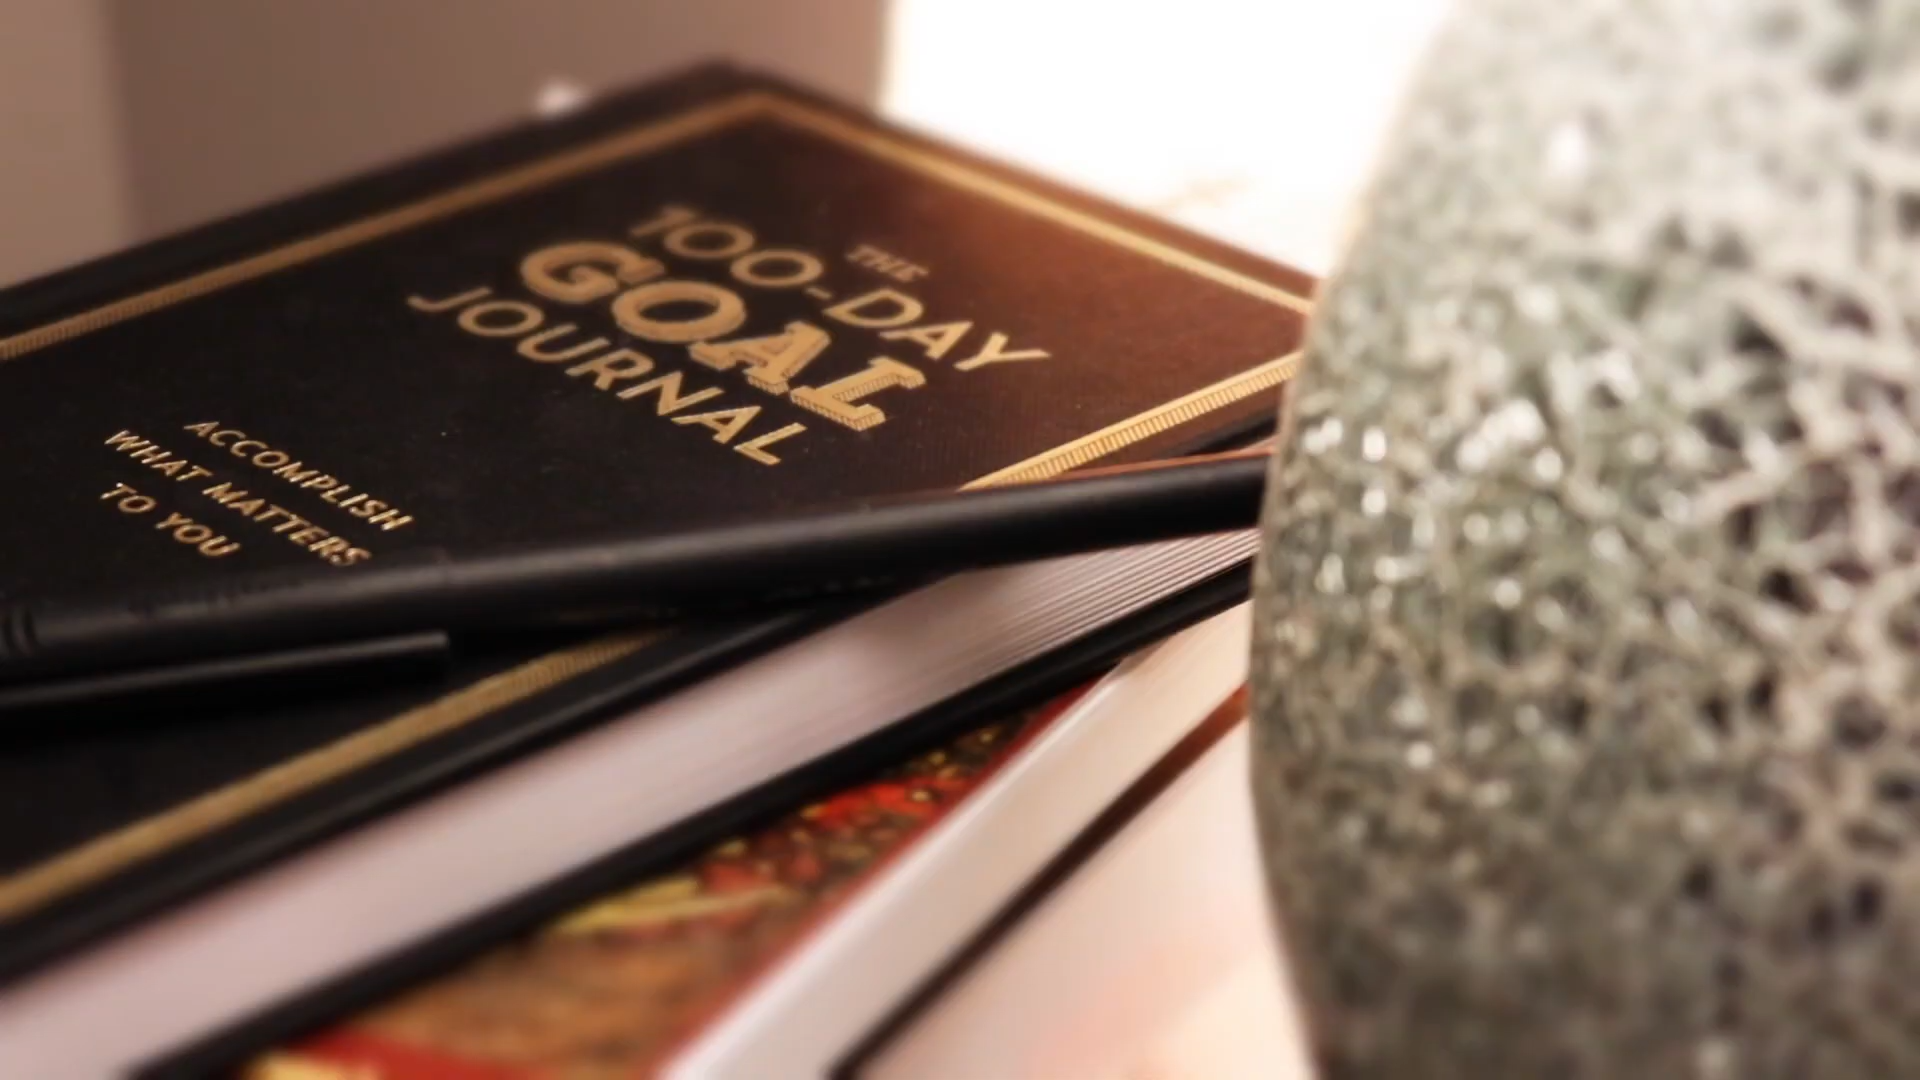 THE
100-DAY
GOAL
JOURNAL
ACCOMPLISH
WHAT MATTERS
TO YOU